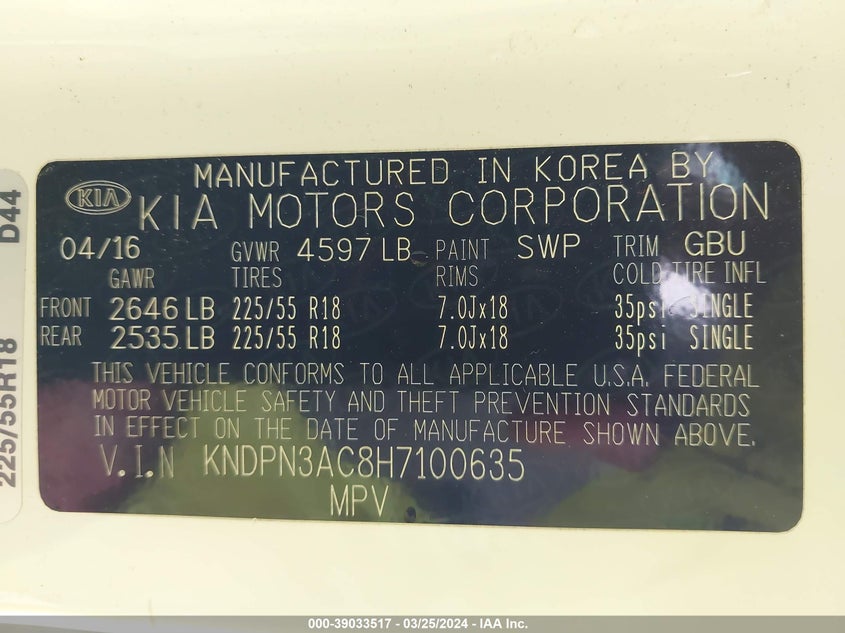 MANUFACTURED IN KOREA BY
KIA KIA MOTORS CORPORATION
04/16 GVWR 4597 LB PAINT SWP TRIM GBU
GAWR TIRES RIMS COLD TIRE INFL
FRONT 2646 LB 225/55 R18 7.0Jx18 35psi SINGLE
REAR 2535 LB 225/55 R18 7.0Jx18 35psi SINGLE
THIS VEHICLE CONFORMS TO ALL APPLICABLE U.S.A. FEDERAL
MOTOR VEHICLE SAFETY AND THEFT PREVENTION STANDARDS
IN EFFECT ON THE DATE OF MANUFACTURE SHOWN ABOVE.
V.I.N KNDPN3AC8H7100635
MPV
225/55R18 D44
000-39033517 - 03/25/2024 - IAA Inc.